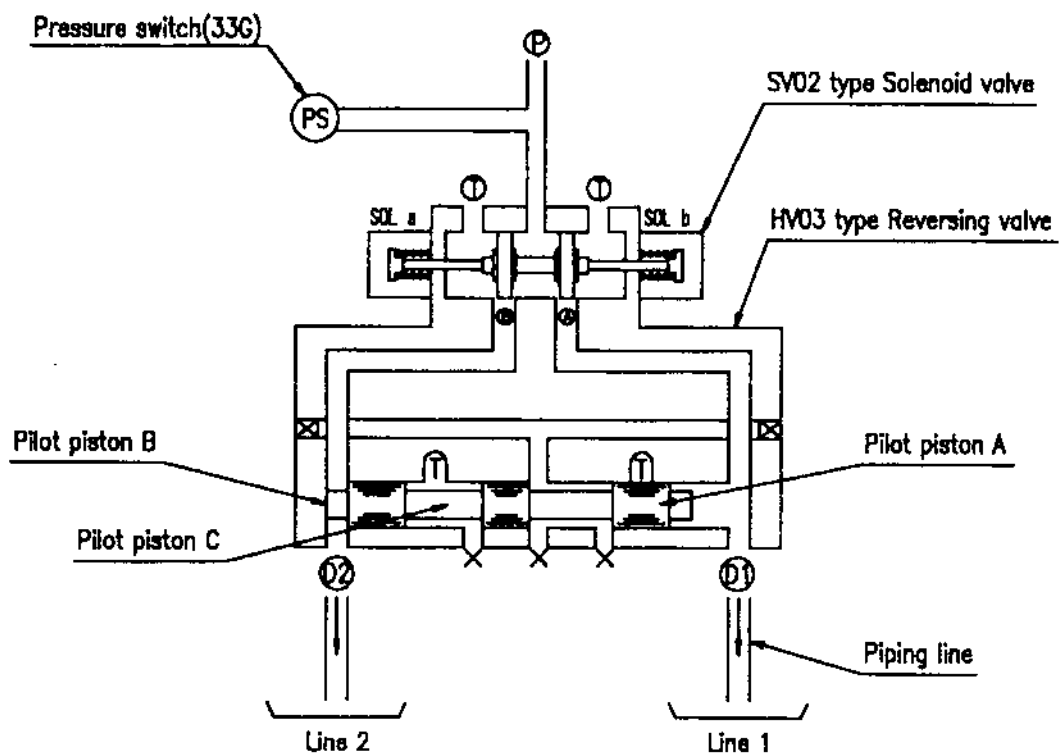 Pressure switch(33G)
P
PS
SV02 type Solenoid valve
T
T
SOL a
SOL b
HV03 type Reversing valve
B
A
Pilot piston B
T
T
Pilot piston A
Pilot piston C
D2
D1
Piping line
Line 2
Line 1